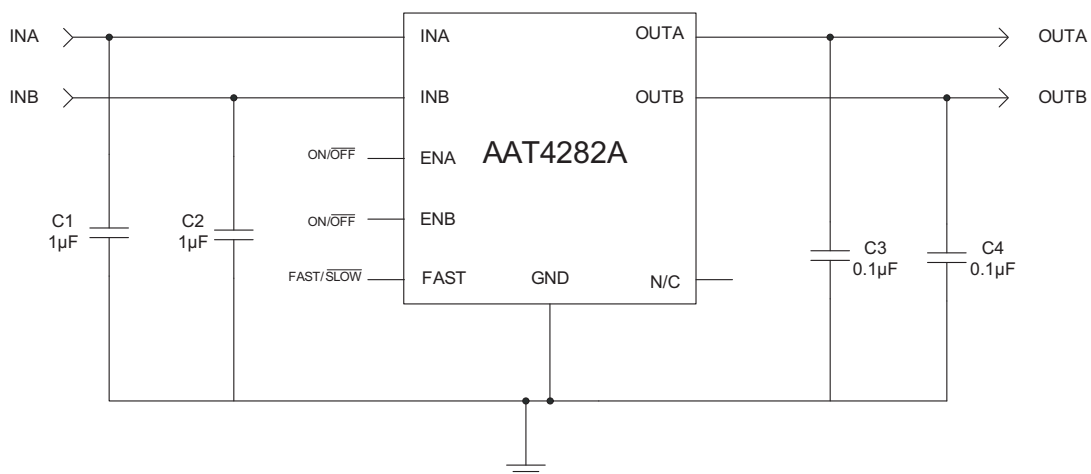 INA
INA
OUTA
OUTA
INB
INB
OUTB
OUTB
AAT4282A
ON/OFF
ENA
ON/OFF
ENB
C1
1µF
C2
1µF
C3
0.1µF
C4
0.1µF
FAST/SLOW
FAST
GND
N/C